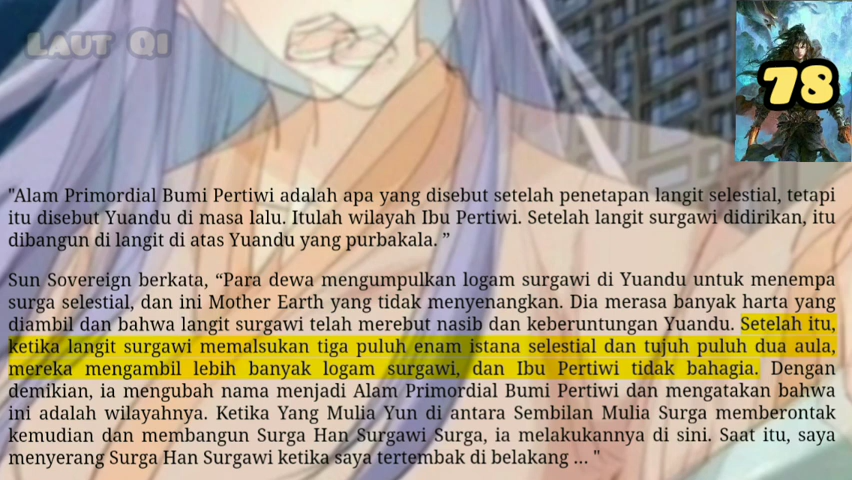 LAUT QI
78
"Alam Primordial Bumi Pertiwi adalah apa yang disebut setelah penetapan langit selestial, tetapi
itu disebut Yuandu di masa lalu. Itulah wilayah Ibu Pertiwi. Setelah langit surgawi didirikan, itu
dibangun di langit di atas Yuandu yang purbakala. ”
Sun Sovereign berkata, “Para dewa mengumpulkan logam surgawi di Yuandu untuk menempa
surga selestial, dan ini Mother Earth yang tidak menyenangkan. Dia merasa banyak harta yang
diambil dan bahwa langit surgawi telah merebut nasib dan keberuntungan Yuandu. Setelah itu,
ketika langit surgawi memalsukan tiga puluh enam istana selestial dan tujuh puluh dua aula,
mereka mengambil lebih banyak logam surgawi, dan Ibu Pertiwi tidak bahagia. Dengan
demikian, ia mengubah nama menjadi Alam Primordial Bumi Pertiwi dan mengatakan bahwa
ini adalah wilayahnya. Ketika Yang Mulia Yun di antara Sembilan Mulia Surga memberontak
kemudian dan membangun Surga Han Surgawi Surga, ia melakukannya di sini. Saat itu, saya
menyerang Surga Han Surgawi ketika saya tertembak di belakang ... "